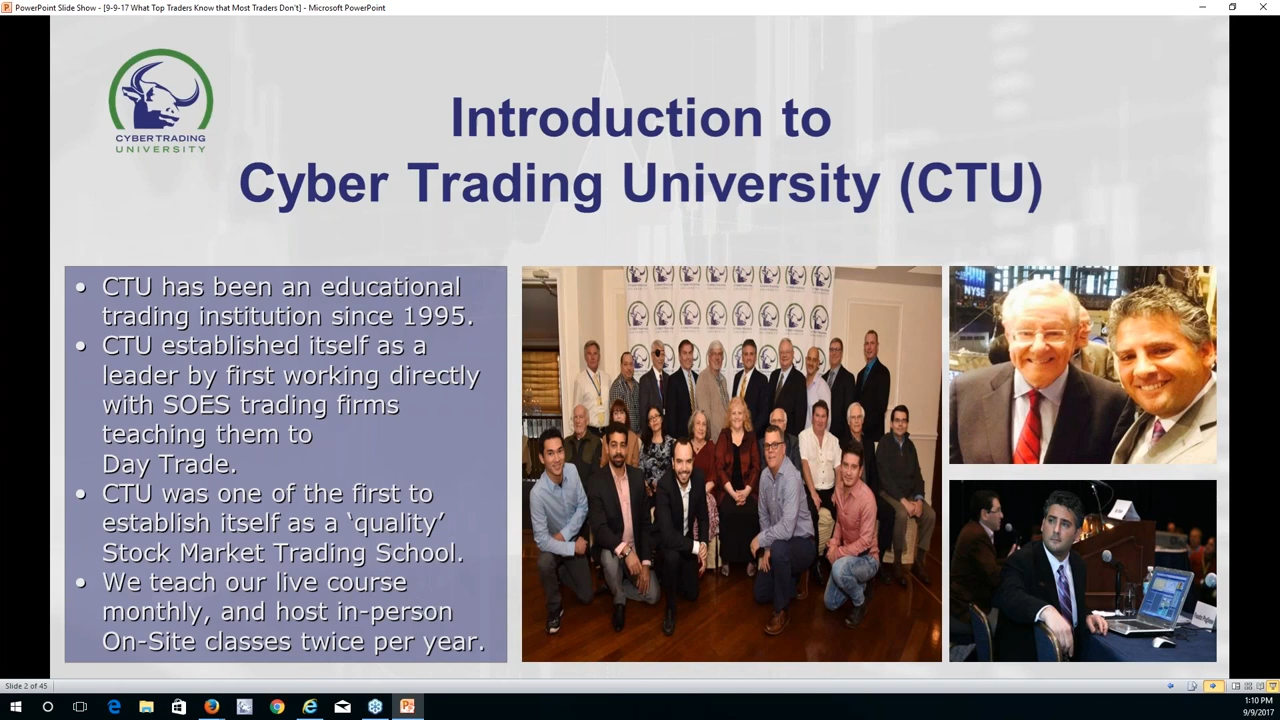 PowerPoint Slide Show - [9-9-17 What Top Traders Know that Most Traders Don't] - Microsoft PowerPoint
CYBERTRADING
UNIVERSITY
Introduction to
Cyber Trading University (CTU)
• CTU has been an educational
trading institution since 1995.
• CTU established itself as a
leader by first working directly
with SOES trading firms
teaching them to
Day Trade.
• CTU was one of the first to
establish itself as a ‘quality’
Stock Market Trading School.
• We teach our live course
monthly, and host in-person
On-Site classes twice per year.
NYSE
Slide 2 of 45
1:10 PM
9/9/2017